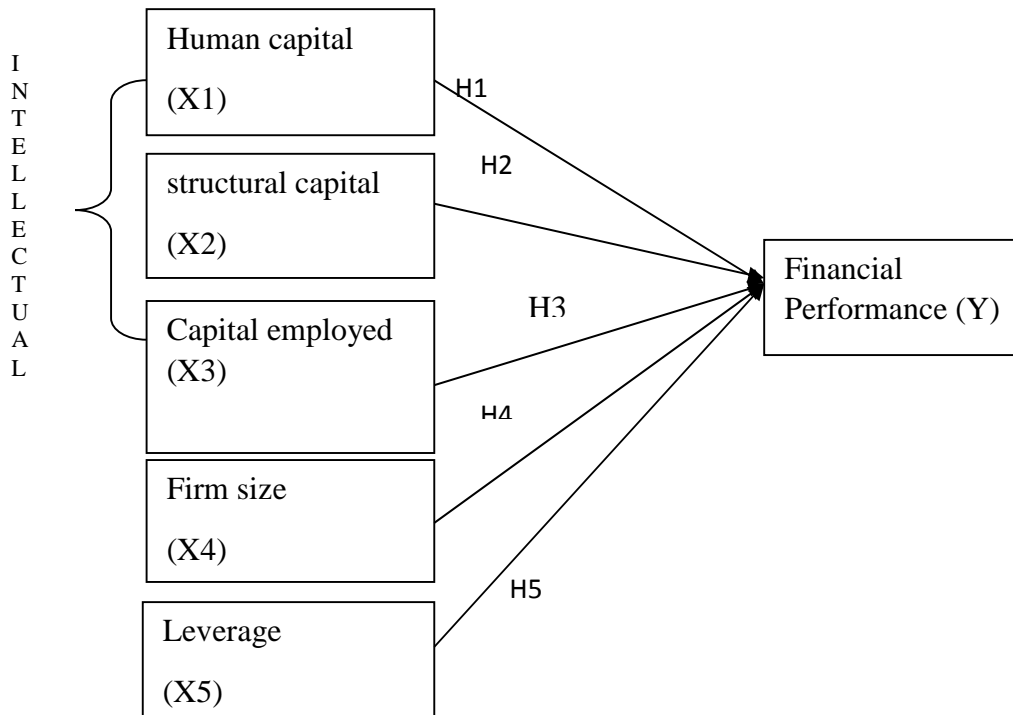 INTELLECTUAL
Human capital
(X1)
H1
H2
structural capital
(X2)
Financial
Performance (Y)
H3
Capital employed
(X3)
H4
Firm size
(X4)
H5
Leverage
(X5)